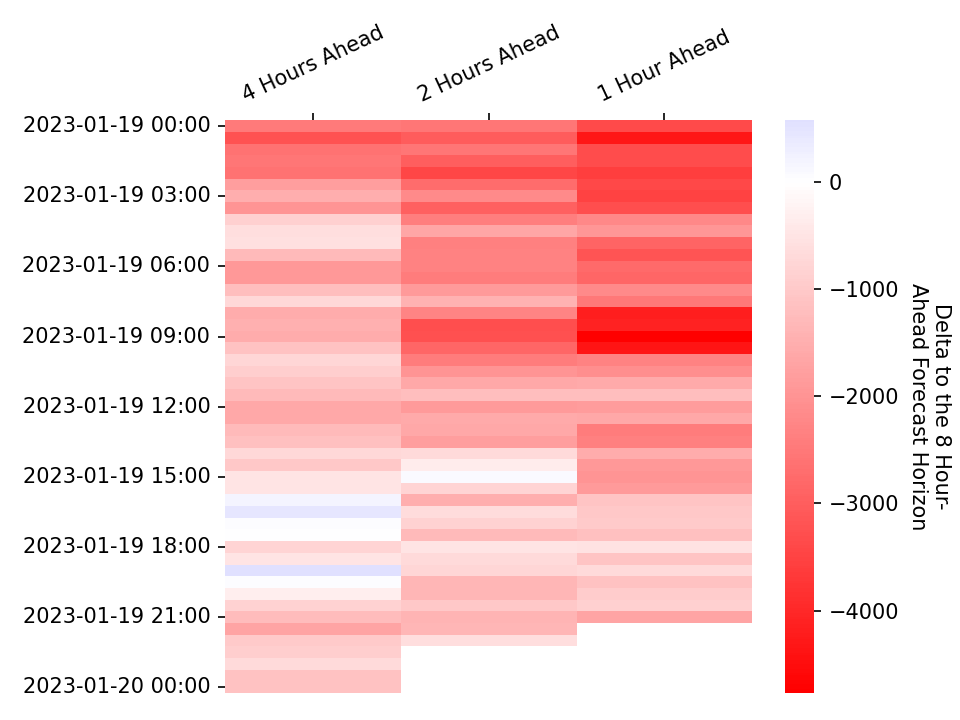 4 Hours Ahead
2 Hours Ahead
1 Hour Ahead
2023-01-19 00:00
2023-01-19 03:00
2023-01-19 06:00
2023-01-19 09:00
2023-01-19 12:00
2023-01-19 15:00
2023-01-19 18:00
2023-01-19 21:00
2023-01-20 00:00
0
−1000
−2000
−3000
−4000
Delta to the 8 Hour-
Ahead Forecast Horizon